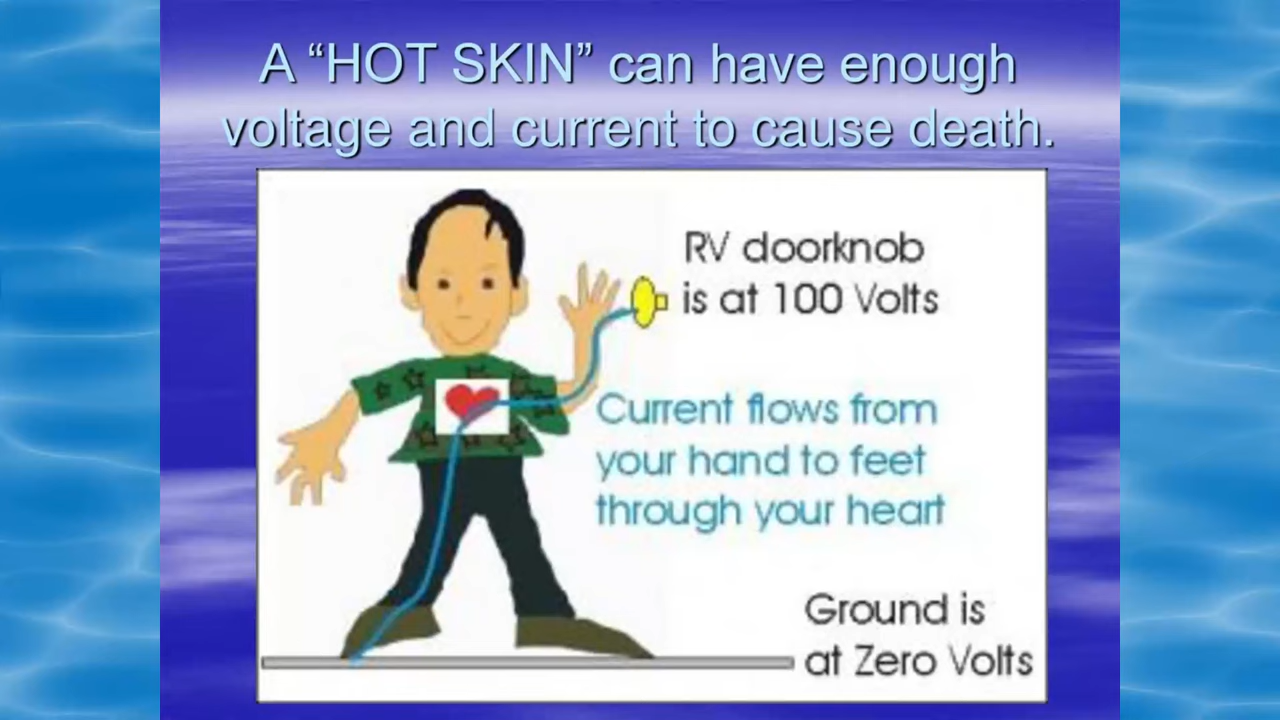 A “HOT SKIN” can have enough
voltage and current to cause death.
RV doorknob
is at 100 Volts
Current flows from
your hand to feet
through your heart
Ground is
at Zero Volts